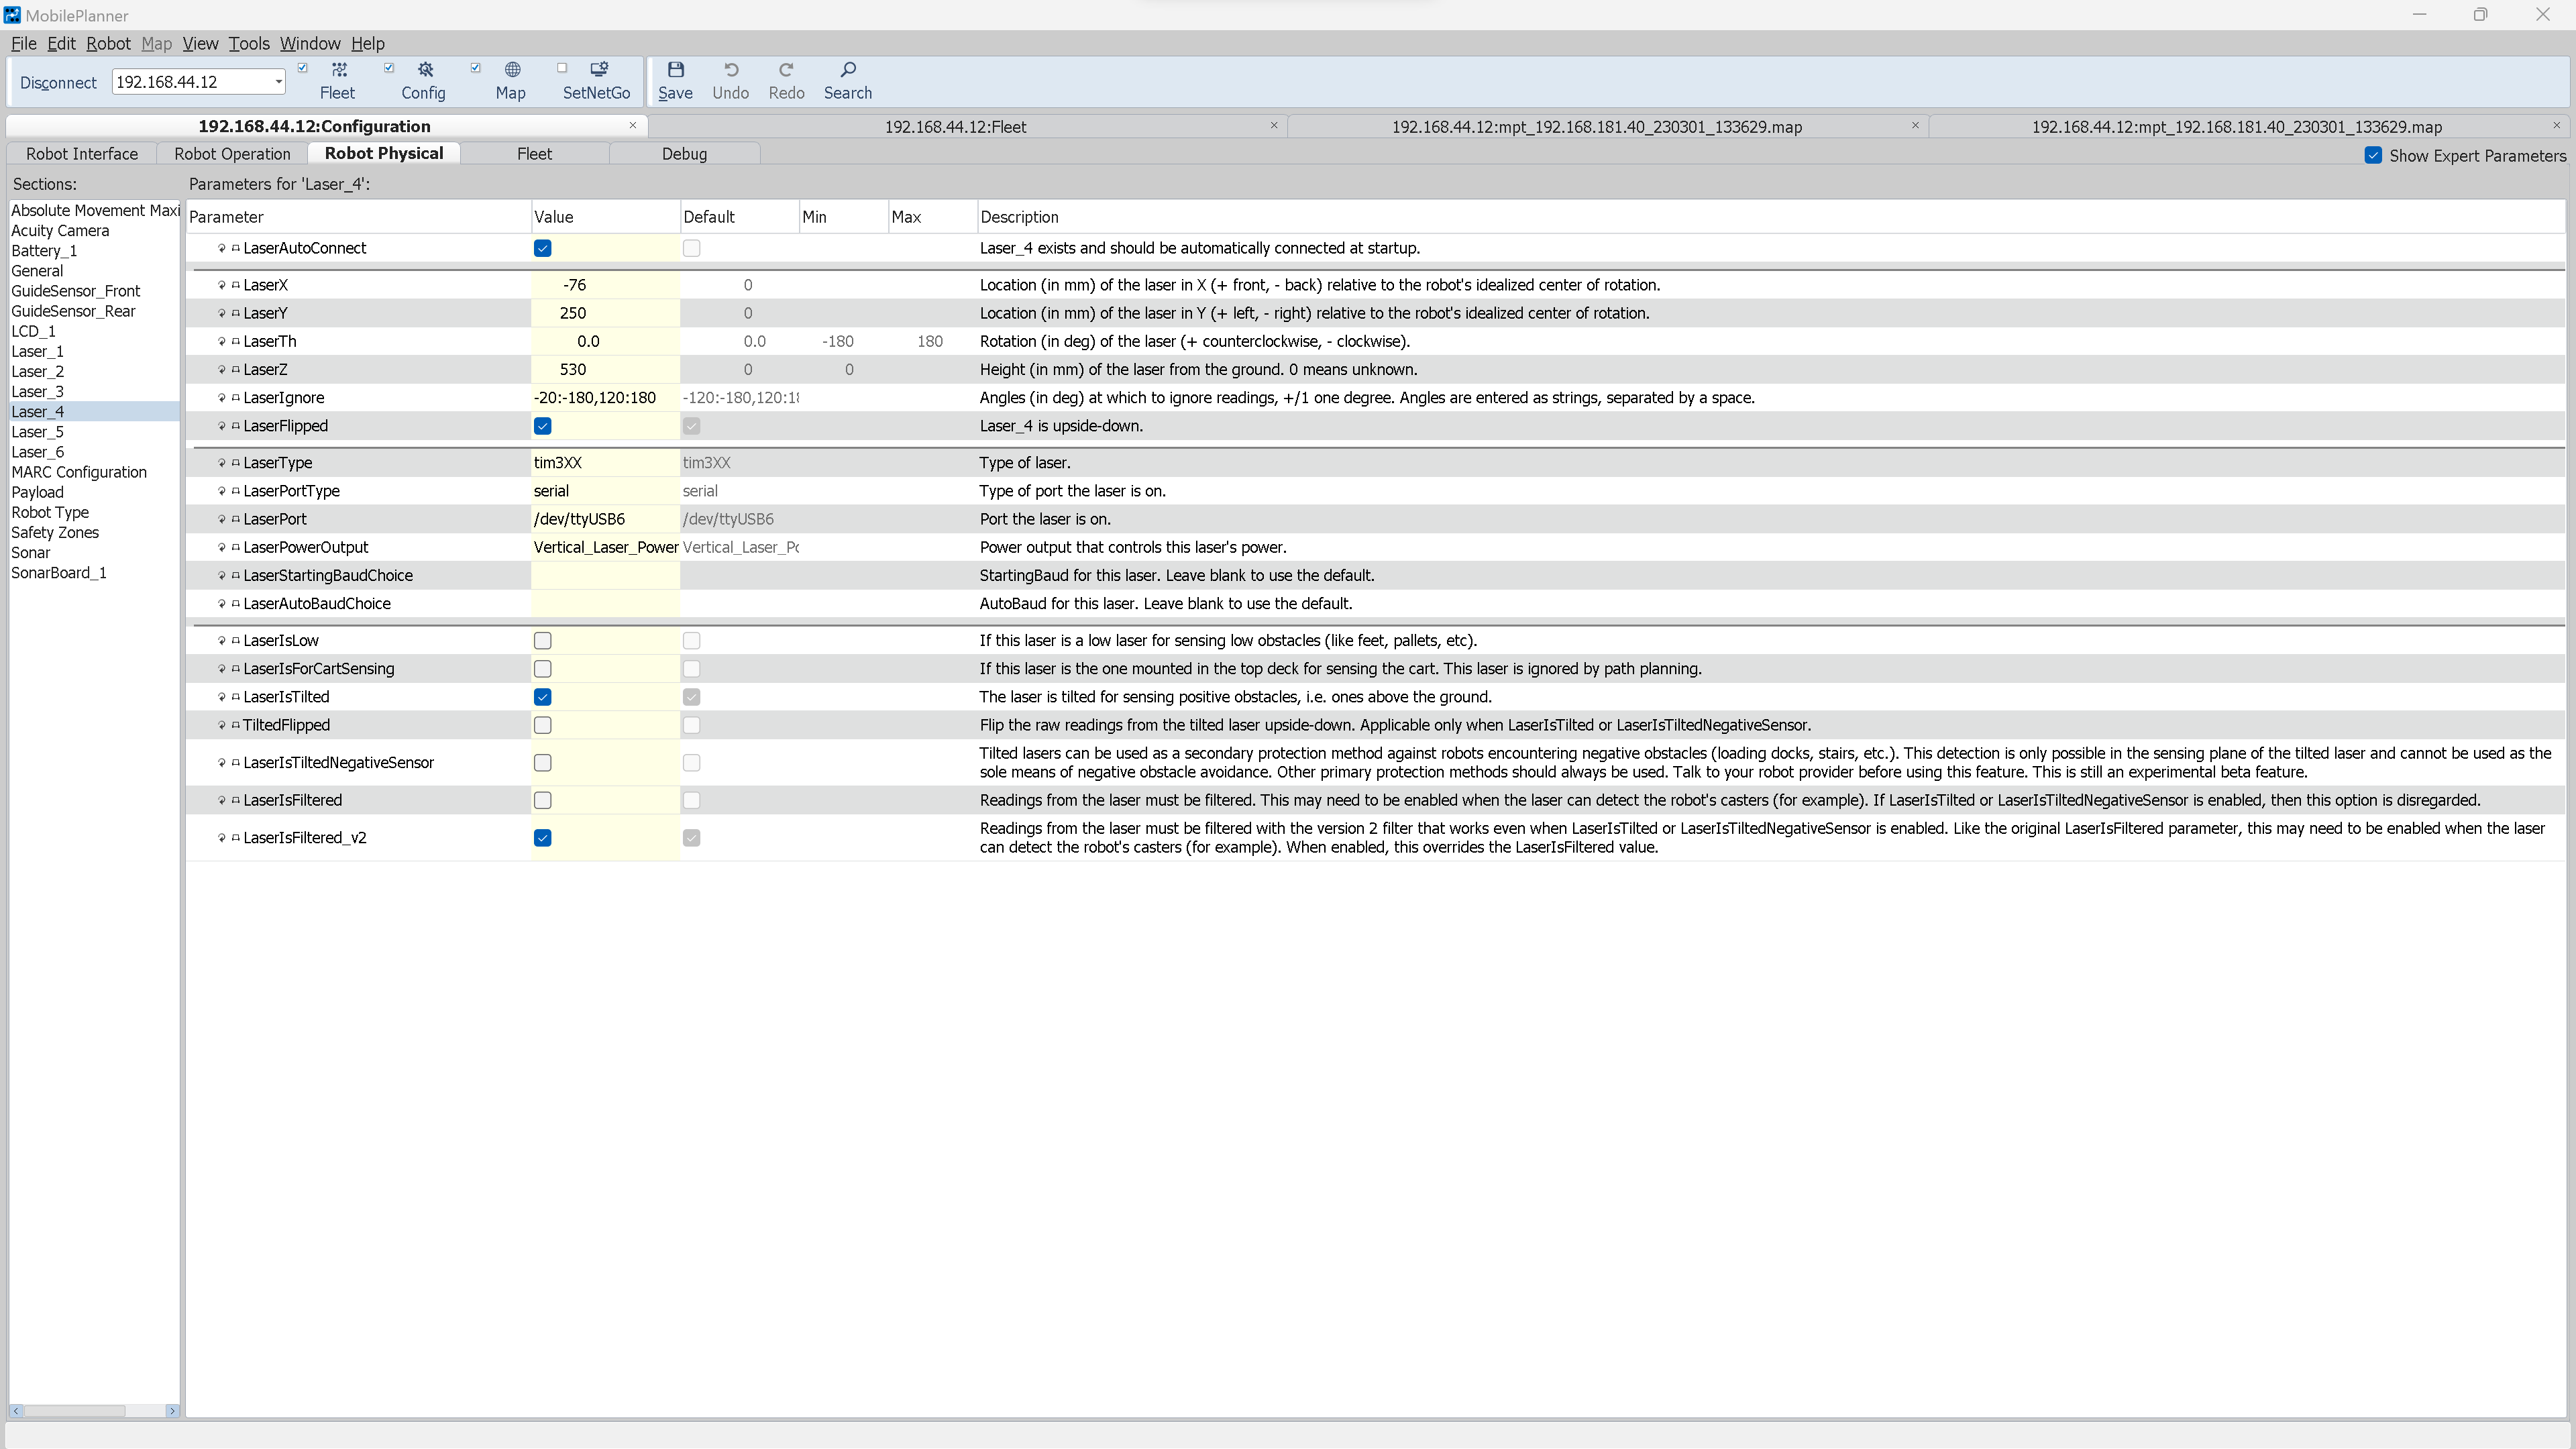 MobilePlanner
File Edit Robot Map View Tools Window Help
Disconnect 192.168.44.12 Fleet Config Map SetNetGo Save Undo Redo Search
192.168.44.12:Configuration 192.168.44.12:Fleet 192.168.44.12:mpt_192.168.181.40_230301_133629.map 192.168.44.12:mpt_192.168.181.40_230301_133629.map
Robot Interface Robot Operation Robot Physical Fleet Debug Show Expert Parameters
Sections:
Absolute Movement Maxi
Acuity Camera
Battery_1
General
GuideSensor_Front
GuideSensor_Rear
LCD_1
Laser_1
Laser_2
Laser_3
Laser_4
Laser_5
Laser_6
MARC Configuration
Payload
Robot Type
Safety Zones
Sonar
SonarBoard_1
Parameters for 'Laser_4':
Parameter Value Default Min Max Description
LaserAutoConnect Laser_4 exists and should be automatically connected at startup.
LaserX -76 0 Location (in mm) of the laser in X (+ front, - back) relative to the robot's idealized center of rotation.
LaserY 250 0 Location (in mm) of the laser in Y (+ left, - right) relative to the robot's idealized center of rotation.
LaserTh 0.0 0.0 -180 180 Rotation (in deg) of the laser (+ counterclockwise, - clockwise).
LaserZ 530 0 0 Height (in mm) of the laser from the ground. 0 means unknown.
LaserIgnore -20:-180,120:180 -120:-180,120:18 Angles (in deg) at which to ignore readings, +/1 one degree. Angles are entered as strings, separated by a space.
LaserFlipped Laser_4 is upside-down.
LaserType tim3XX tim3XX Type of laser.
LaserPortType serial serial Type of port the laser is on.
LaserPort /dev/ttyUSB6 /dev/ttyUSB6 Port the laser is on.
LaserPowerOutput Vertical_Laser_Power Vertical_Laser_Po Power output that controls this laser's power.
LaserStartingBaudChoice StartingBaud for this laser. Leave blank to use the default.
LaserAutoBaudChoice AutoBaud for this laser. Leave blank to use the default.
LaserIsLow If this laser is a low laser for sensing low obstacles (like feet, pallets, etc).
LaserIsForCartSensing If this laser is the one mounted in the top deck for sensing the cart. This laser is ignored by path planning.
LaserIsTilted The laser is tilted for sensing positive obstacles, i.e. ones above the ground.
TiltedFlipped Flip the raw readings from the tilted laser upside-down. Applicable only when LaserIsTilted or LaserIsTiltedNegativeSensor.
LaserIsTiltedNegativeSensor Tilted lasers can be used as a secondary protection method against robots encountering negative obstacles (loading docks, stairs, etc.). This detection is only possible in the sensing plane of the tilted laser and cannot be used as the
sole means of negative obstacle avoidance. Other primary protection methods should always be used. Talk to your robot provider before using this feature. This is still an experimental beta feature.
LaserIsFiltered Readings from the laser must be filtered. This may need to be enabled when the laser can detect the robot's casters (for example). If LaserIsTilted or LaserIsTiltedNegativeSensor is enabled, then this option is disregarded.
LaserIsFiltered_v2 Readings from the laser must be filtered with the version 2 filter that works even when LaserIsTilted or LaserIsTiltedNegativeSensor is enabled. Like the original LaserIsFiltered parameter, this may need to be enabled when the laser
can detect the robot's casters (for example). When enabled, this overrides the LaserIsFiltered value.